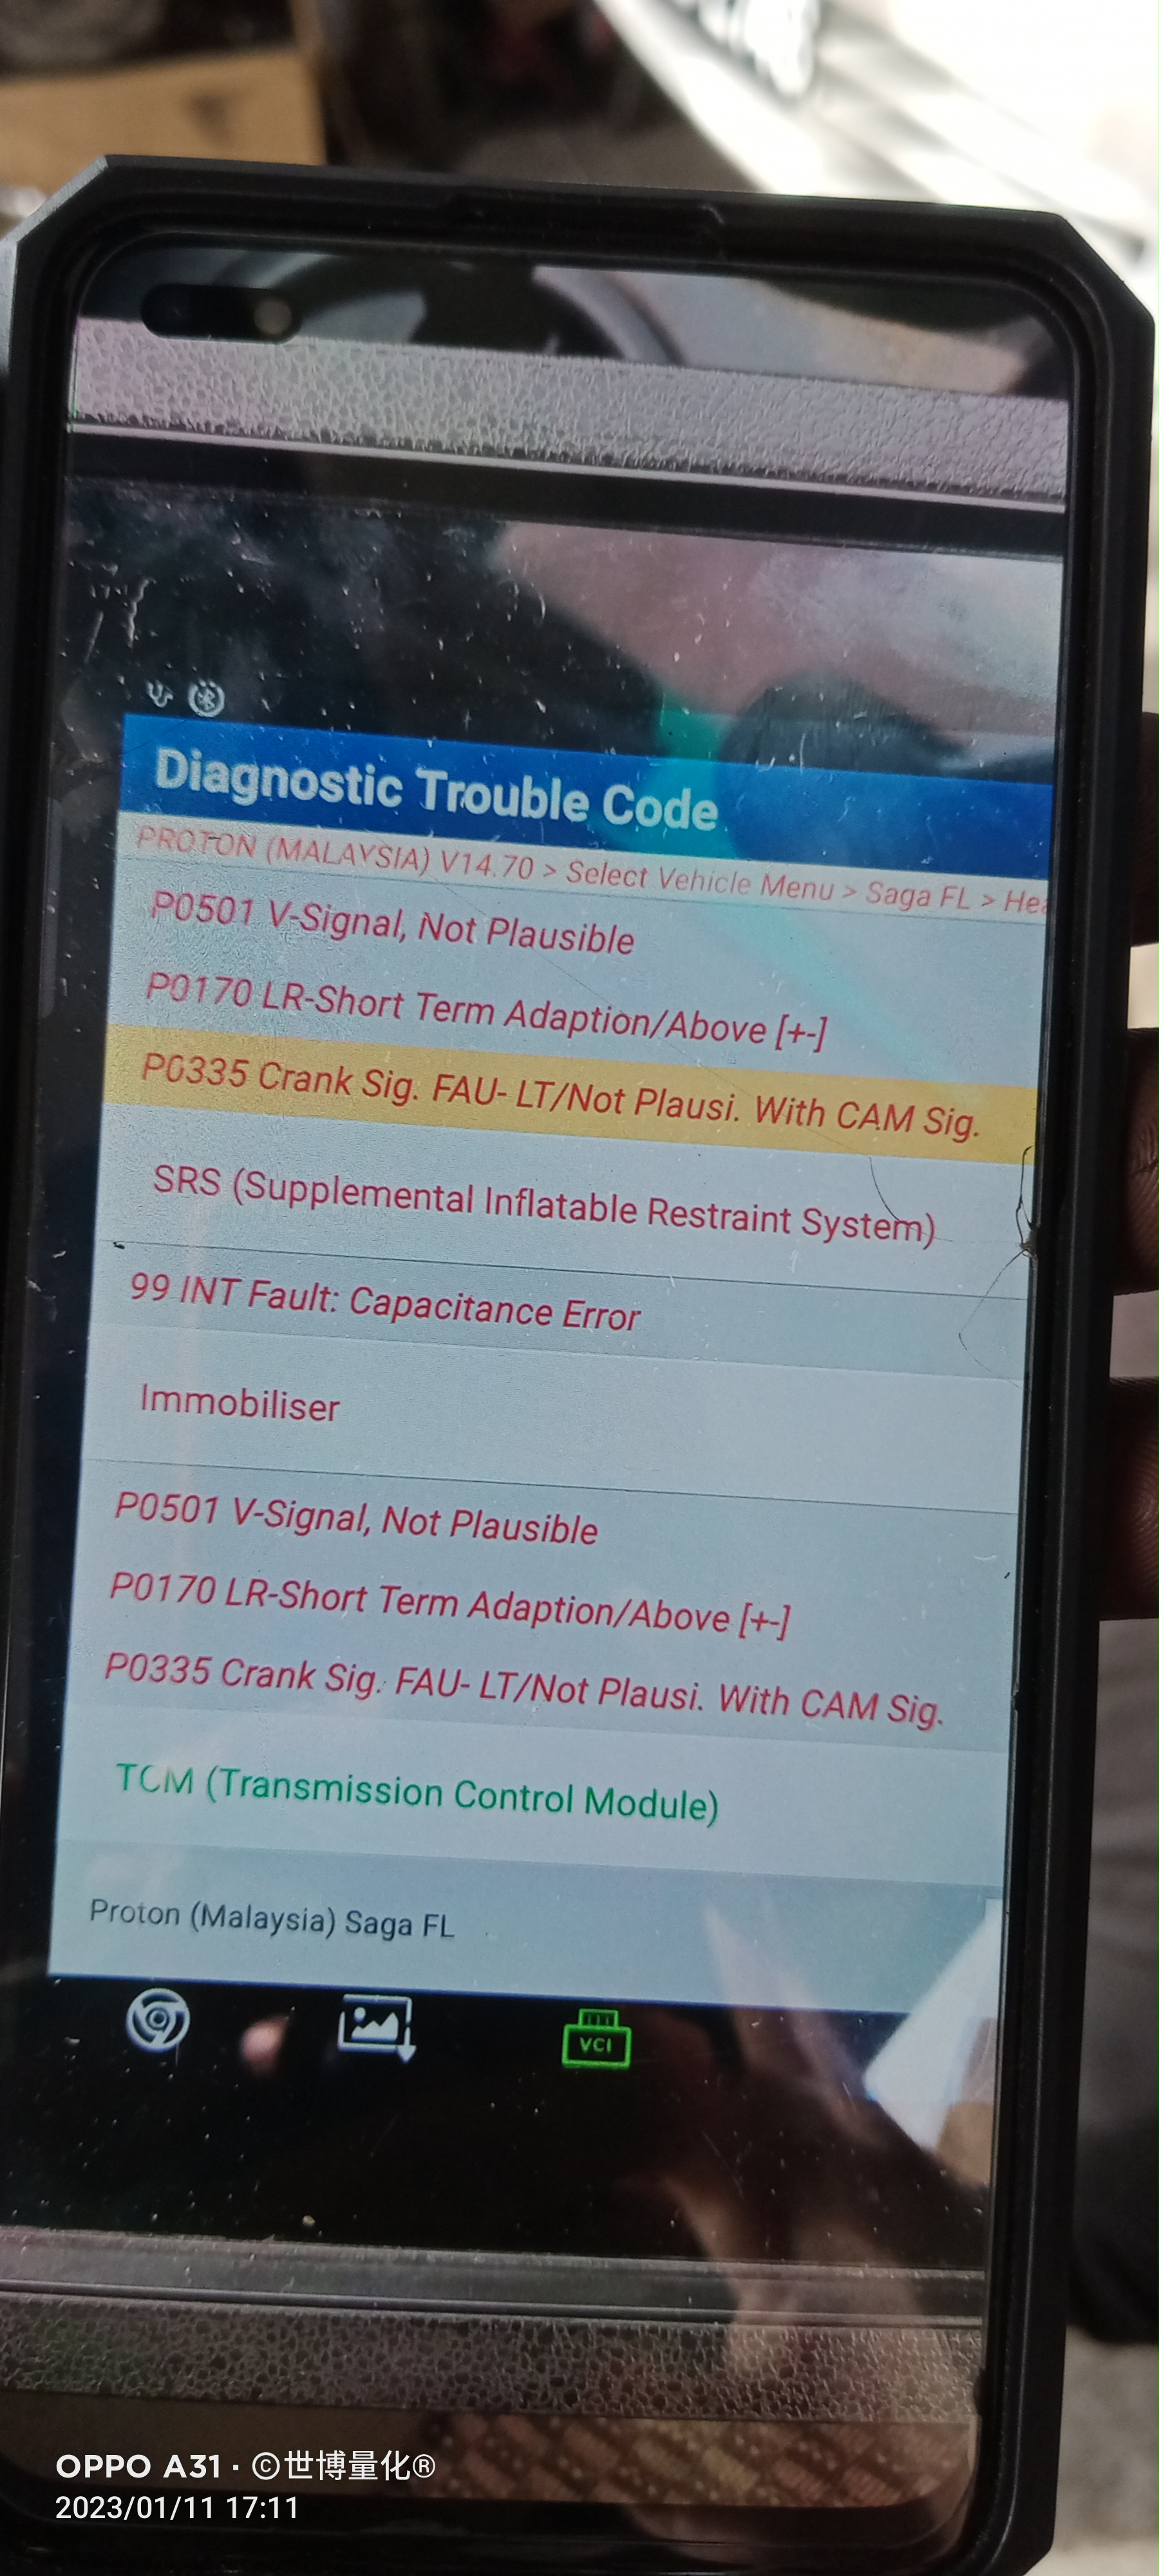 Diagnostic Trouble Code
PROTON (MALAYSIA) V14.70 > Select Vehicle Menu > Saga FL > Hea
P0501 V-Signal, Not Plausible
P0170 LR-Short Term Adaption/Above [+-]
P0335 Crank Sig. FAU- LT/Not Plausi. With CAM Sig.
SRS (Supplemental Inflatable Restraint System)
99 INT Fault: Capacitance Error
Immobiliser
P0501 V-Signal, Not Plausible
P0170 LR-Short Term Adaption/Above [+-]
P0335 Crank Sig. FAU- LT/Not Plausi. With CAM Sig.
TCM (Transmission Control Module)
Proton (Malaysia) Saga FL
VCI
OPPO A31 · ©世博量化®
2023/01/11 17:11